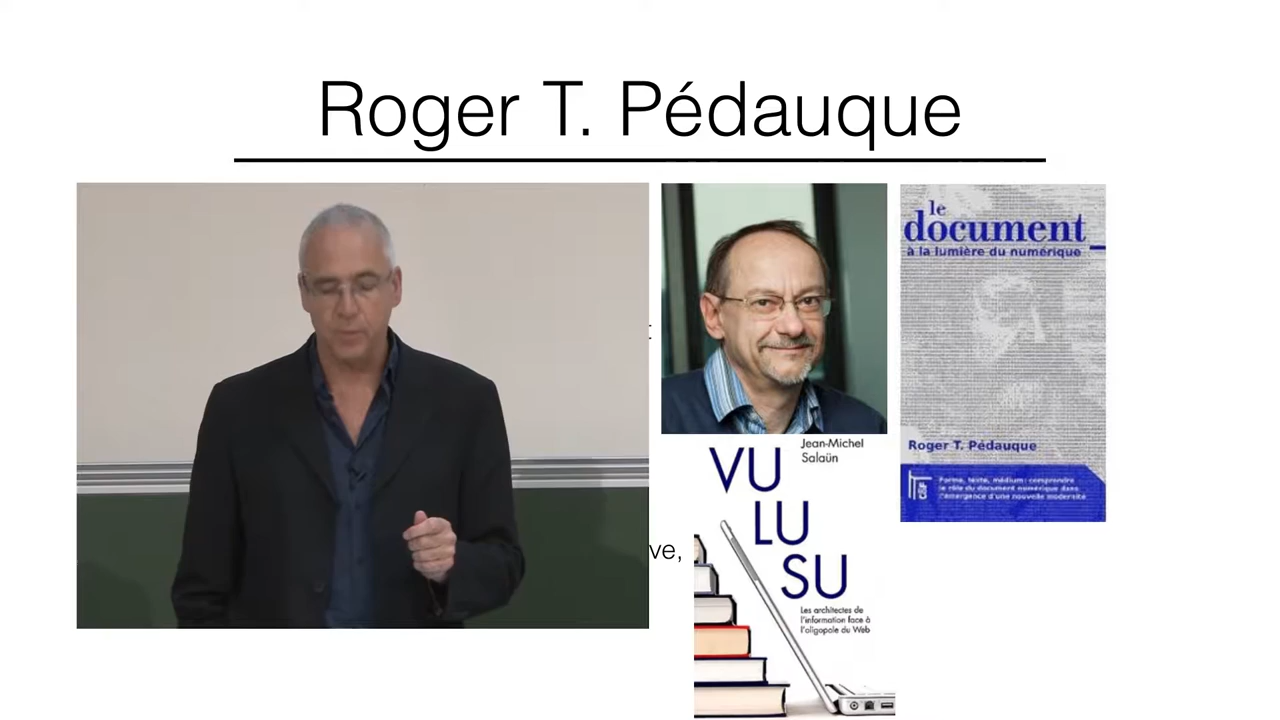 Roger T. Pédauque
le
document_
à la lumière du numérique
Roger T. Pédauque
Forme, texte, médium : comprendre
le rôle du document numérique dans
l'émergence d'une nouvelle modernité
ve,
Jean-Michel
Salaün
VU
LU
SU
Les architectes de
l'information face à
l'oligopole du Web